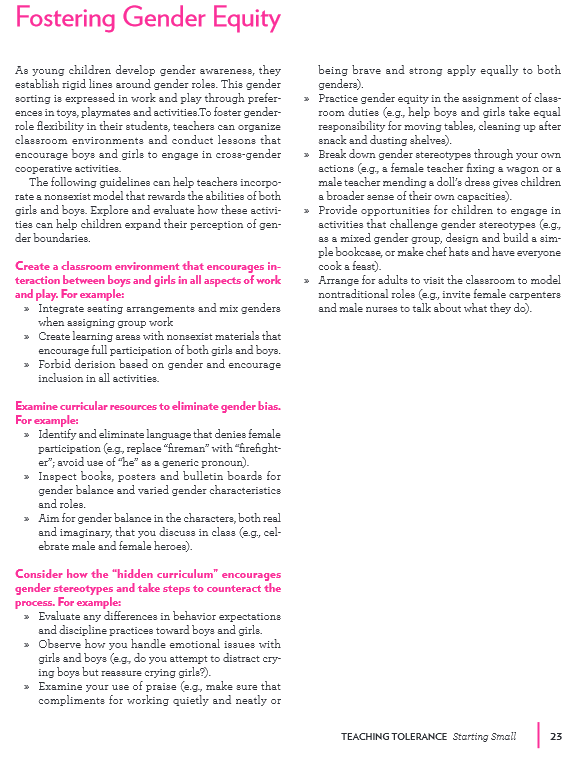 Fostering Gender Equity
As young children develop gender awareness, they
establish rigid lines around gender roles. This gender
sorting is expressed in work and play through prefer-
ences in toys, playmates and activities.To foster gender-
role flexibility in their students, teachers can organize
classroom environments and conduct lessons that
encourage boys and girls to engage in cross-gender
cooperative activities.
The following guidelines can help teachers incorpo-
rate a nonsexist model that rewards the abilities of both
girls and boys. Explore and evaluate how these activi-
ties can help children expand their perception of gen-
der boundaries.
Create a classroom environment that encourages in-
teraction between boys and girls in all aspects of work
and play. For example:
» Integrate seating arrangements and mix genders
when assigning group work
» Create learning areas with nonsexist materials that
encourage full participation of both girls and boys.
» Forbid derision based on gender and encourage
inclusion in all activities.
Examine curricular resources to eliminate gender bias.
For example:
» Identify and eliminate language that denies female
participation (e.g., replace “fireman” with “firefight-
er”; avoid use of “he” as a generic pronoun).
» Inspect books, posters and bulletin boards for
gender balance and varied gender characteristics
and roles.
» Aim for gender balance in the characters, both real
and imaginary, that you discuss in class (e.g., cel-
ebrate male and female heroes).
Consider how the “hidden curriculum” encourages
gender stereotypes and take steps to counteract the
process. For example:
» Evaluate any differences in behavior expectations
and discipline practices toward boys and girls.
» Observe how you handle emotional issues with
girls and boys (e.g., do you attempt to distract cry-
ing boys but reassure crying girls?).
» Examine your use of praise (e.g., make sure that
compliments for working quietly and neatly or
being brave and strong apply equally to both
genders).
» Practice gender equity in the assignment of class-
room duties (e.g., help boys and girls take equal
responsibility for moving tables, cleaning up after
snack and dusting shelves).
» Break down gender stereotypes through your own
actions (e.g., a female teacher fixing a wagon or a
male teacher mending a doll’s dress gives children
a broader sense of their own capacities).
» Provide opportunities for children to engage in
activities that challenge gender stereotypes (e.g.,
as a mixed gender group, design and build a sim-
ple bookcase, or make chef hats and have everyone
cook a feast).
» Arrange for adults to visit the classroom to model
nontraditional roles (e.g., invite female carpenters
and male nurses to talk about what they do).
TEACHING TOLERANCE Starting Small 23